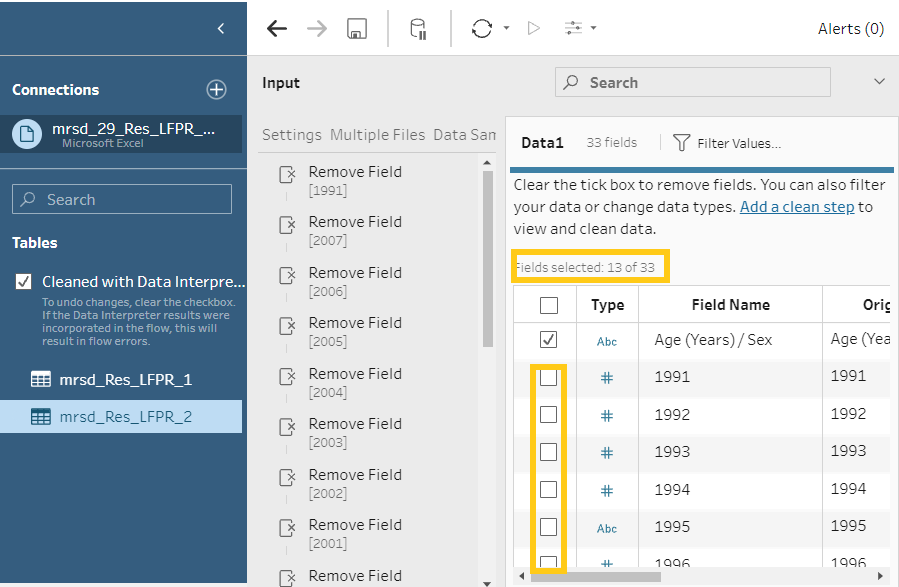 Alerts (0)
Connections
mrsd_29_Res_LFPR_...
Microsoft Excel
Search
Tables
Cleaned with Data Interpre...
To undo changes, clear the checkbox.
If the Data Interpreter results were
incorporated in the flow, this will
result in flow errors.
mrsd_Res_LFPR_1
mrsd_Res_LFPR_2
Input
Search
Settings Multiple Files Data Sam
Remove Field
[1991]
Remove Field
[2007]
Remove Field
[2006]
Remove Field
[2005]
Remove Field
[2004]
Remove Field
[2003]
Remove Field
[2002]
Remove Field
[2001]
Remove Field
Data1 33 fields Filter Values...
Clear the tick box to remove fields. You can also filter
your data or change data types. Add a clean step to
view and clean data.
Fields selected: 13 of 33
Type Field Name Orig
Abc Age (Years) / Sex Age (Yea
# 1991 1991
# 1992 1992
# 1993 1993
# 1994 1994
Abc 1995 1995
# 1996 1996